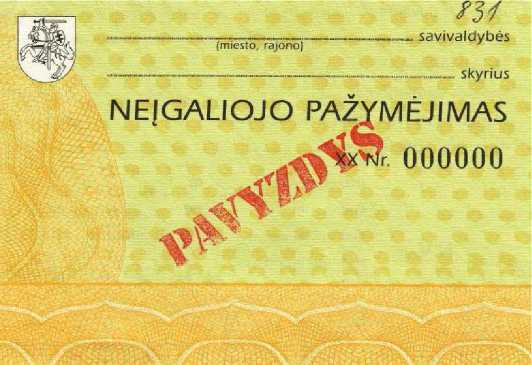 831
savivaldybės
(miesto, rajono)
skyrius
NEĮGALIOJO PAŽYMĖJIMAS
XX Nr. 000000
PAVYZDYS